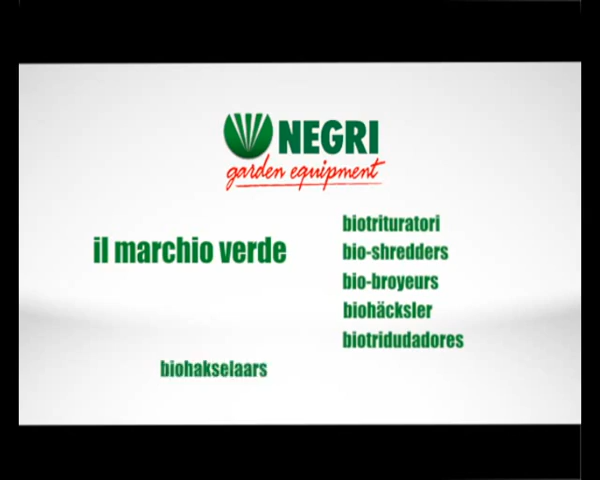 NEGRI
garden equipment
il marchio verde
biotrituratori
bio-shredders
bio-broyeurs
biohäcksler
biotridudadores
biohakselaars